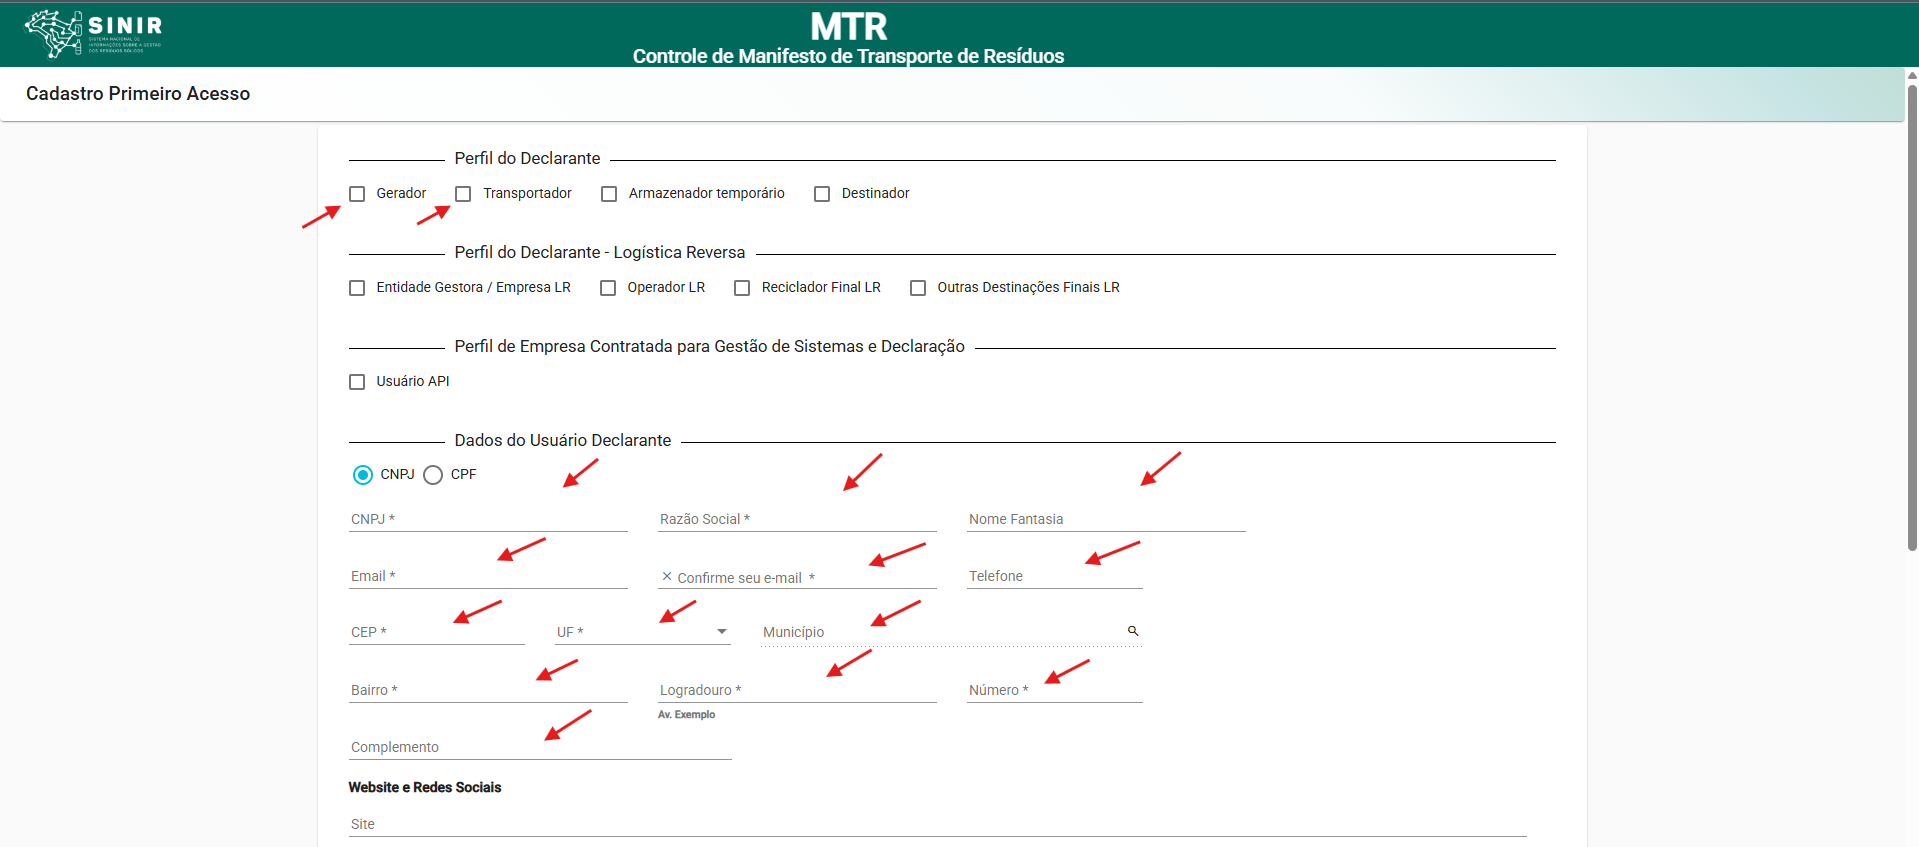 SINIR
SISTEMA NACIONAL DE
INFORMAÇÕES SOBRE A GESTÃO
DOS RESÍDUOS SÓLIDOS
MTR
Controle de Manifesto de Transporte de Resíduos
Cadastro Primeiro Acesso
Perfil do Declarante
Gerador Transportador Armazenador temporário Destinador
Perfil do Declarante - Logística Reversa
Entidade Gestora / Empresa LR Operador LR Reciclador Final LR Outras Destinações Finais LR
Perfil de Empresa Contratada para Gestão de Sistemas e Declaração
Usuário API
Dados do Usuário Declarante
CNPJ CPF
CNPJ * Razão Social * Nome Fantasia
Email * Confirme seu e-mail * Telefone
CEP * UF * Município
Bairro * Logradouro * Número *
Av. Exemplo
Complemento
Website e Redes Sociais
Site